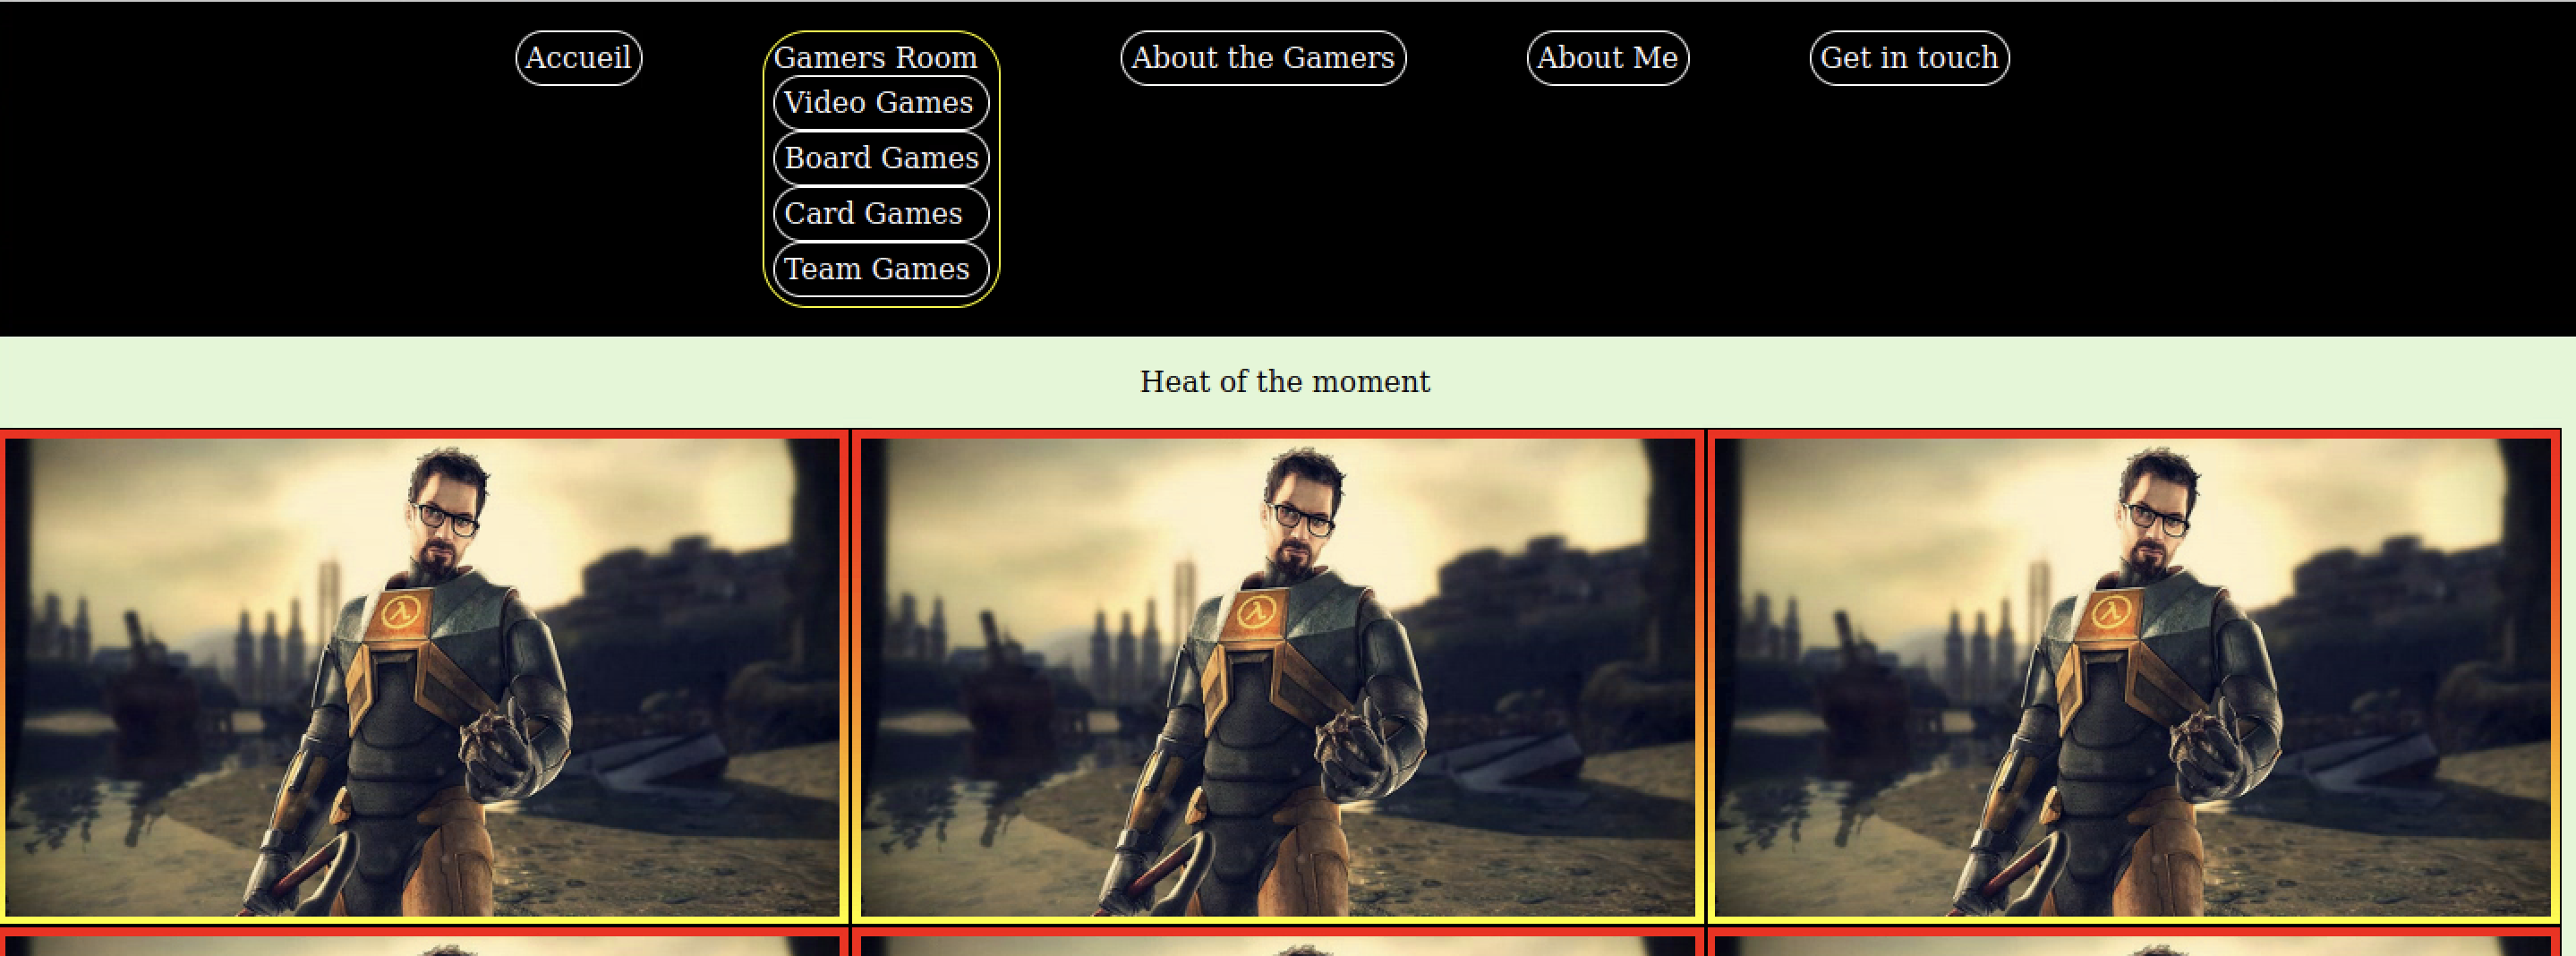 Accueil
Gamers Room
Video Games
Board Games
Card Games
Team Games
About the Gamers
About Me
Get in touch
Heat of the moment
λ
λ
λ